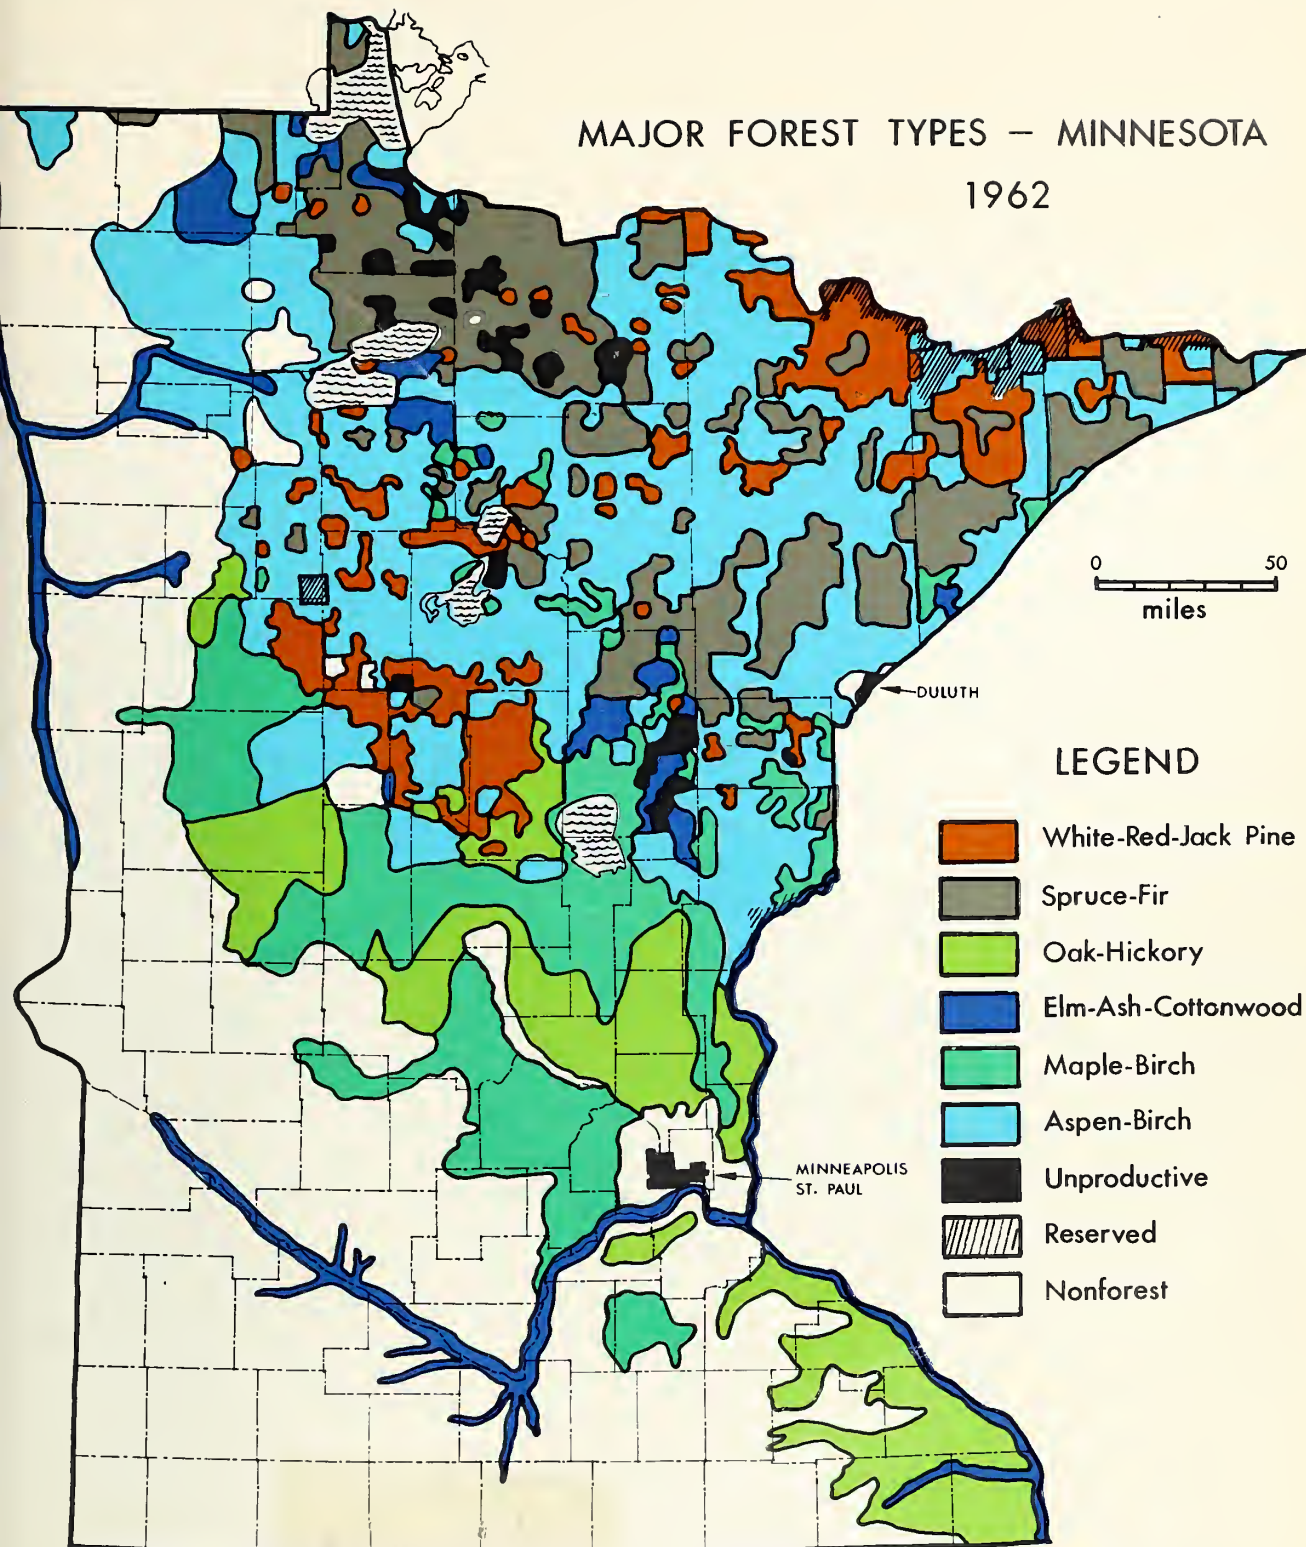 MAJOR FOREST TYPES – MINNESOTA
1962
0 50
miles
DULUTH
LEGEND
White-Red-Jack Pine
Spruce-Fir
Oak-Hickory
Elm-Ash-Cottonwood
Maple-Birch
Aspen-Birch
Unproductive
Reserved
Nonforest
MINNEAPOLIS
ST. PAUL